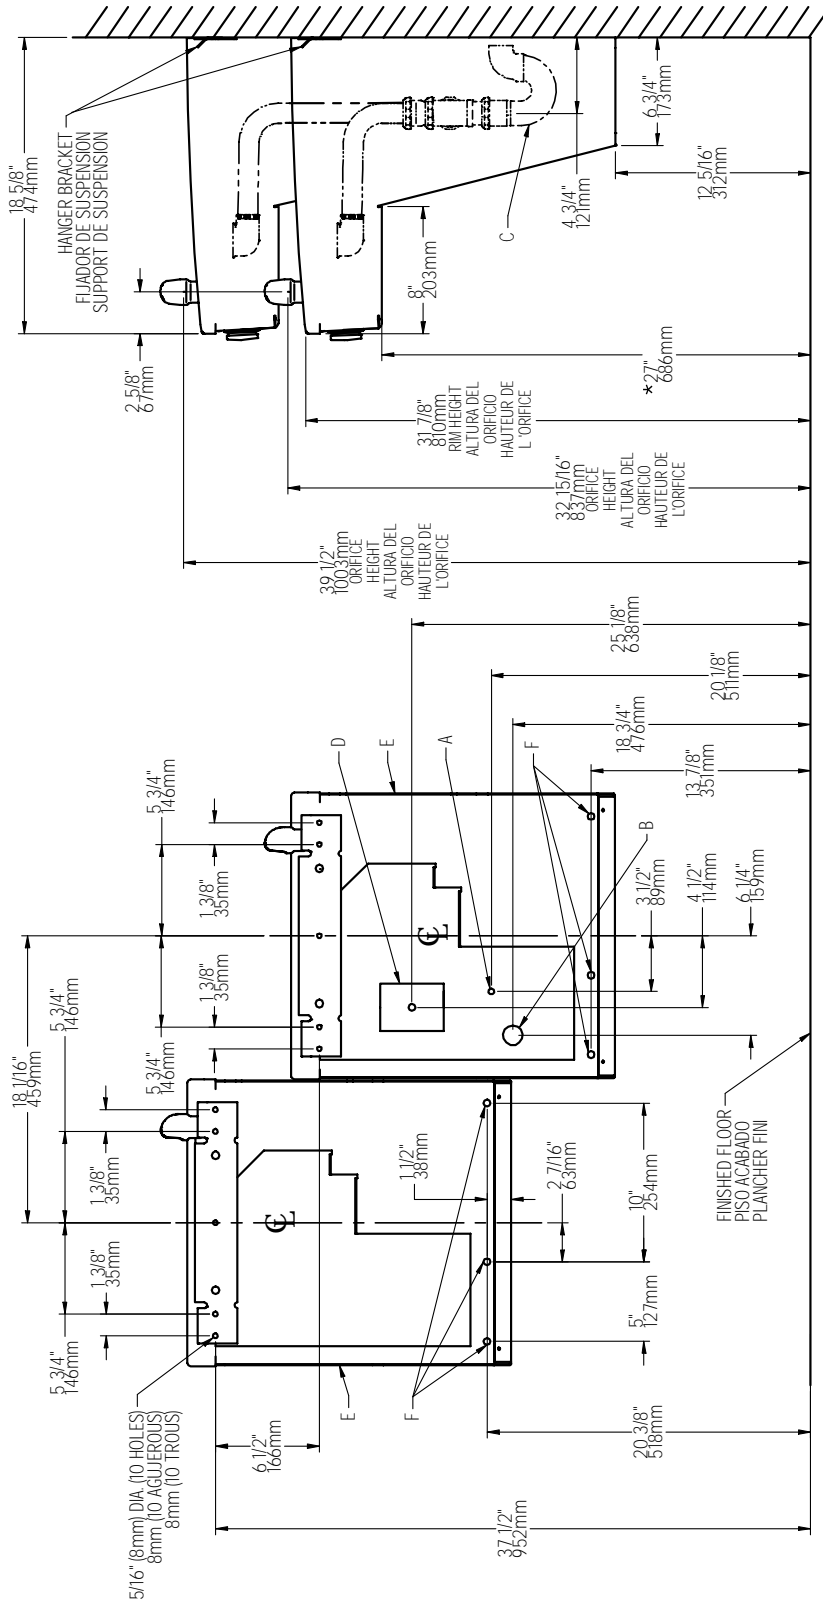 18 5/8"
474mm
HANGER BRACKET
FIJADOR DE SUSPENSION
SUPPORT DE SUSPENSION
2 5/8"
67mm
8"
203mm
C
4 3/4"
121mm
6 3/4"
173mm
12 5/16"
312mm
*27"
686mm
31 7/8"
810mm
RIM HEIGHT
ALTURA DEL
ORIFICIO
HAUTEUR DE
L 'ORIFICE
32 15/16"
837mm
ORIFICE
HEIGHT
ALTURA DEL
ORIFICIO
HAUTEUR DE
L'ORIFICE
39 1/2"
1003mm
ORIFICE
HEIGHT
ALTURA DEL
ORIFICIO
HAUTEUR DE
L'ORIFICE
25 1/8"
638mm
20 1/8"
511mm
18 3/4"
476mm
13 7/8"
351mm
5 3/4"
146mm
1 3/8"
35mm
D
E
A
F
B
CL
1 3/8"
35mm
5 3/4"
146mm
3 1/2"
89mm
4 1/2"
114mm
6 1/4"
159mm
18 1/16"
459mm
5 3/4"
146mm
1 3/8"
35mm
1 3/8"
35mm
5 3/4"
146mm
CL
1 1/2"
38mm
2 7/16"
63mm
10"
254mm
5"
127mm
FINISHED FLOOR
PISO ACABADO
PLANCHER FINI
5/16" (8mm) DIA. (10 HOLES)
8mm (10 AGUJEROUS)
8mm (10 TROUS)
6 1/2"
166mm
E
F
20 3/8"
518mm
37 1/2"
952mm